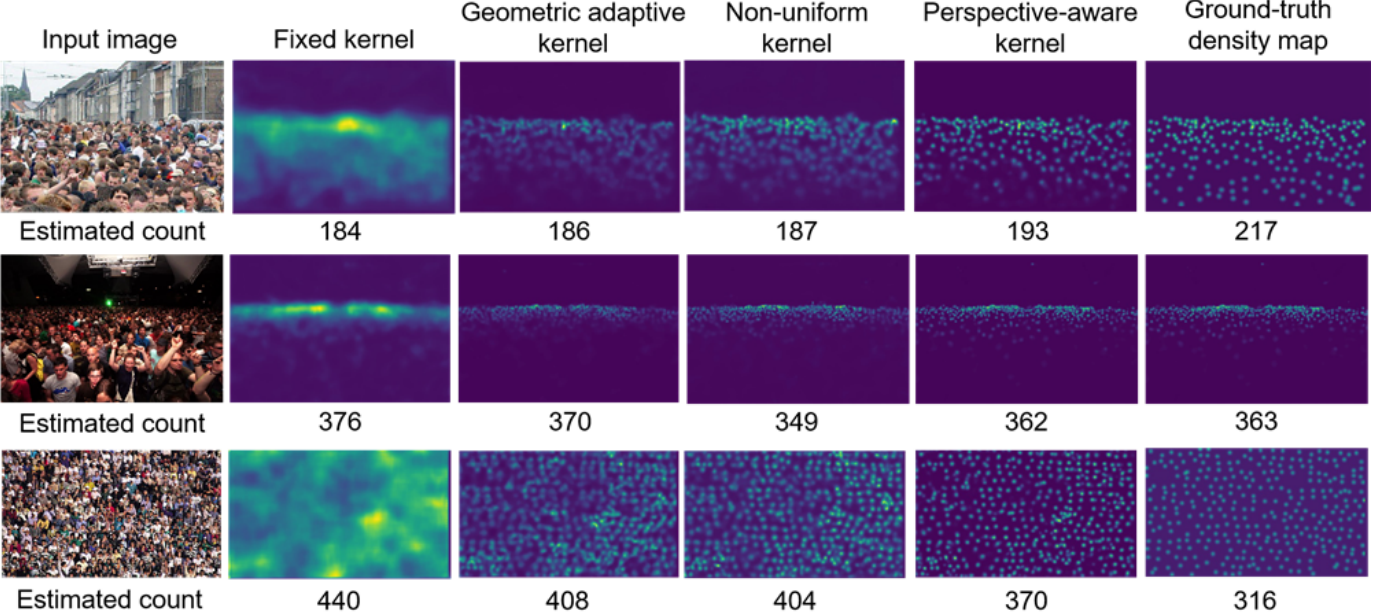 Input image
Fixed kernel
Geometric adaptive
kernel
Non-uniform
kernel
Perspective-aware
kernel
Ground-truth
density map
Estimated count
184
186
187
193
217
Estimated count
376
370
349
362
363
Estimated count
440
408
404
370
316